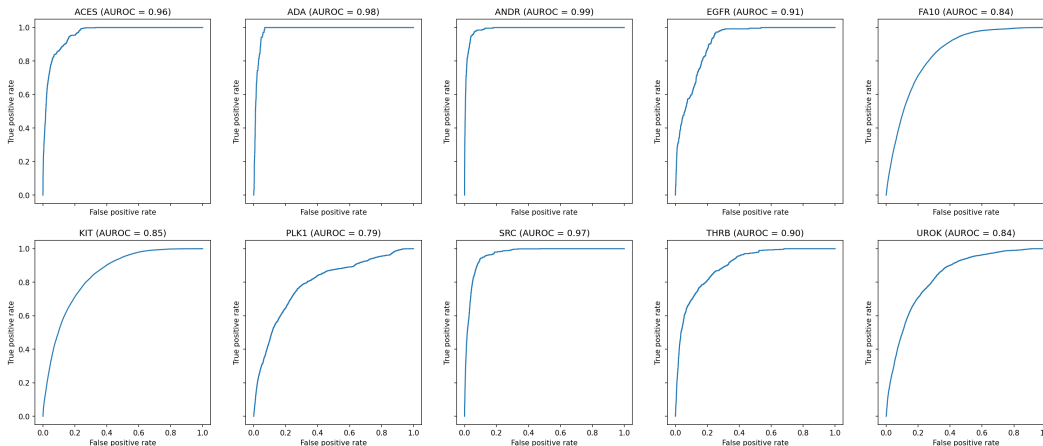 ACES (AUROC = 0.96)
ADA (AUROC = 0.98)
ANDR (AUROC = 0.99)
EGFR (AUROC = 0.91)
FA10 (AUROC = 0.84)
1.0
0.8
0.6
0.4
0.2
0.0
True positive rate
True positive rate
True positive rate
True positive rate
True positive rate
False positive rate
False positive rate
False positive rate
False positive rate
False positive rate
KIT (AUROC = 0.85)
PLK1 (AUROC = 0.79)
SRC (AUROC = 0.97)
THRB (AUROC = 0.90)
UROK (AUROC = 0.84)
1.0
0.8
0.6
0.4
0.2
0.0
True positive rate
True positive rate
True positive rate
True positive rate
True positive rate
0.0 0.2 0.4 0.6 0.8 1.0
0.0 0.2 0.4 0.6 0.8 1.0
0.0 0.2 0.4 0.6 0.8 1.0
0.0 0.2 0.4 0.6 0.8 1.0
0.0 0.2 0.4 0.6 0.8 1.0
False positive rate
False positive rate
False positive rate
False positive rate
False positive rate